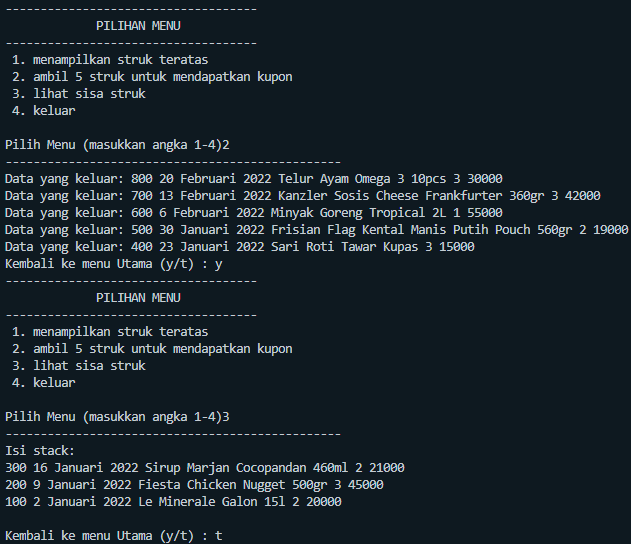 ------------------------------------
             PILIHAN MENU
------------------------------------
 1. menampilkan struk teratas
 2. ambil 5 struk untuk mendapatkan kupon
 3. lihat sisa struk
 4. keluar

Pilih Menu (masukkan angka 1-4)2
------------------------------------------------
Data yang keluar: 800 20 Februari 2022 Telur Ayam Omega 3 10pcs 3 30000
Data yang keluar: 700 13 Februari 2022 Kanzler Sosis Cheese Frankfurter 360gr 3 42000
Data yang keluar: 600 6 Februari 2022 Minyak Goreng Tropical 2L 1 55000
Data yang keluar: 500 30 Januari 2022 Frisian Flag Kental Manis Putih Pouch 560gr 2 19000
Data yang keluar: 400 23 Januari 2022 Sari Roti Tawar Kupas 3 15000
Kembali ke menu Utama (y/t) : y
------------------------------------
             PILIHAN MENU
------------------------------------
 1. menampilkan struk teratas
 2. ambil 5 struk untuk mendapatkan kupon
 3. lihat sisa struk
 4. keluar

Pilih Menu (masukkan angka 1-4)3
------------------------------------------------
Isi stack:
300 16 Januari 2022 Sirup Marjan Cocopandan 460ml 2 21000
200 9 Januari 2022 Fiesta Chicken Nugget 500gr 3 45000
100 2 Januari 2022 Le Minerale Galon 15l 2 20000

Kembali ke menu Utama (y/t) : t